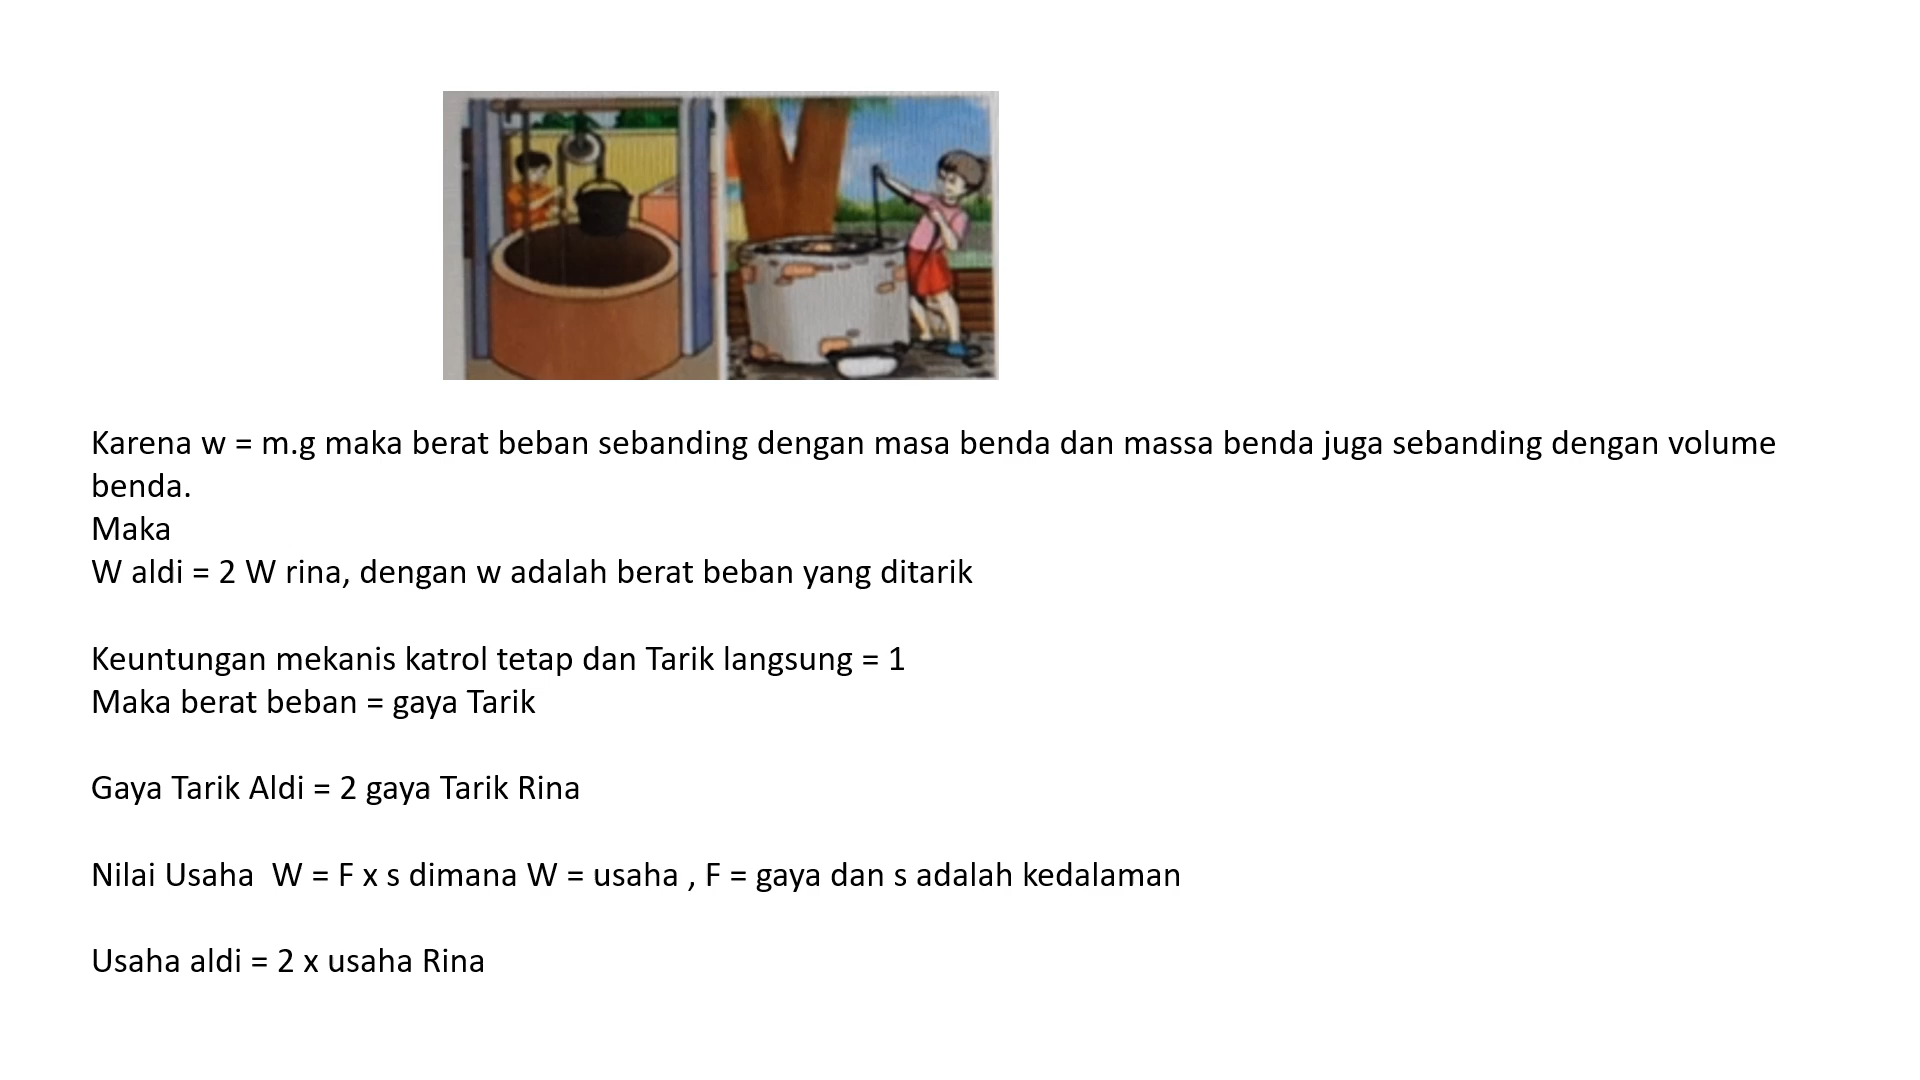 Karena w = m.g maka berat beban sebanding dengan masa benda dan massa benda juga sebanding dengan volume
benda.
Maka
W aldi = 2 W rina, dengan w adalah berat beban yang ditarik
Keuntungan mekanis katrol tetap dan Tarik langsung = 1
Maka berat beban = gaya Tarik
Gaya Tarik Aldi = 2 gaya Tarik Rina
Nilai Usaha  W = F x s dimana W = usaha , F = gaya dan s adalah kedalaman
Usaha aldi = 2 x usaha Rina